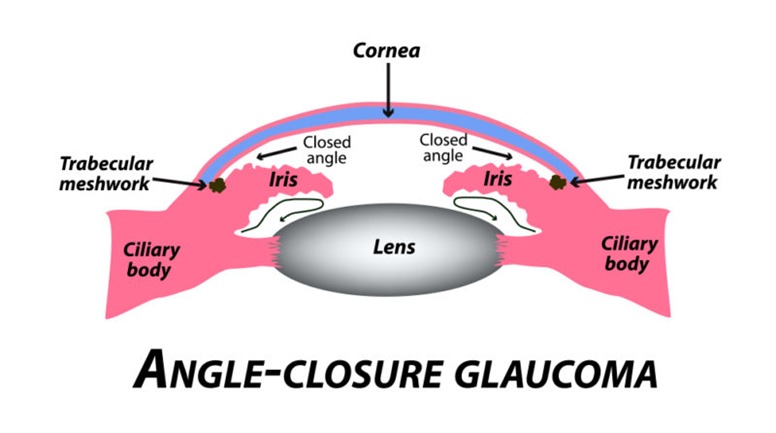 Cornea
Closed
angle
Closed
angle
Trabecular
meshwork
Iris
Iris
Trabecular
meshwork
Ciliary
body
Lens
Ciliary
body
ANGLE-CLOSURE GLAUCOMA